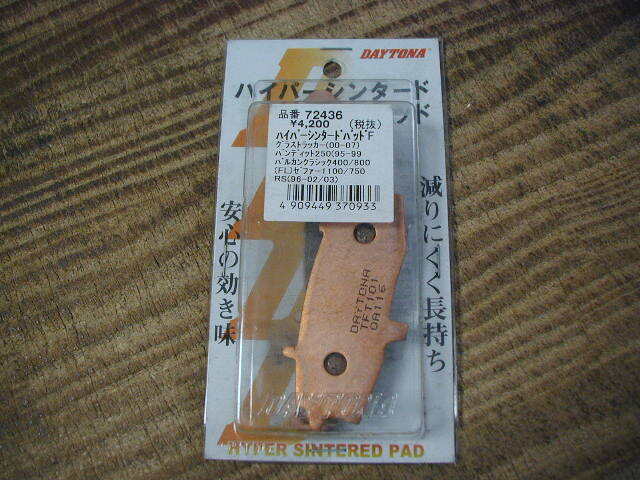 DAYTONA
ハイパーシンタード
ッド
品番 72436
¥4,200 (税抜)
ﾊｲﾊﾟｰｼﾝﾀｰﾄﾞﾊﾟｯﾄﾞF
ｸﾞﾗｽﾄﾗｯｶｰ(00-07)
ﾊﾞﾝﾃﾞｨｯﾄ250(95-99
ﾊﾞﾙｶﾝｸﾗｼｯｸ400/800
(FL)ｾﾞﾌｧｰ1100/750
RS(96-02/03)
4 909449 370933
減りにくく長持ち
安心の効き味
DAYTONA
TFT101
OA116
DAYTONA
HYPER SINTERED PAD